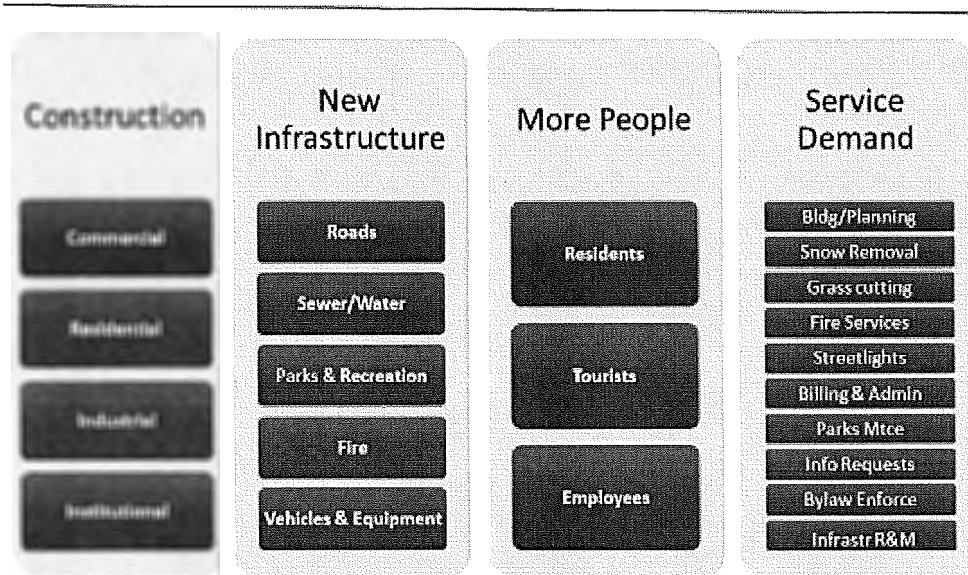 Construction
Commercial
Residential
Industrial
Institutional
New
Infrastructure
Roads
Sewer/Water
Parks & Recreation
Fire
Vehicles & Equipment
More People
Residents
Tourists
Employees
Service
Demand
Bldg/Planning
Snow Removal
Grass cutting
Fire Services
Streetlights
Billing & Admin
Parks Mtce
Info Requests
Bylaw Enforce
Infrastr R&M